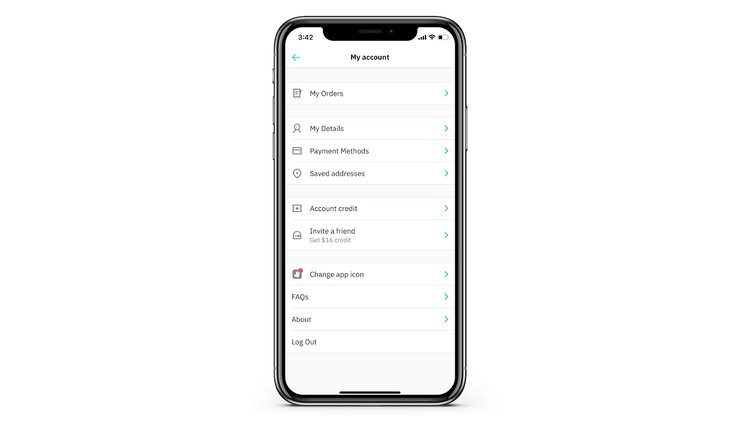 3:42
My account
My Orders
My Details
Payment Methods
Saved addresses
Account credit
Invite a friend
Get $16 credit
Change app icon
FAQs
About
Log Out